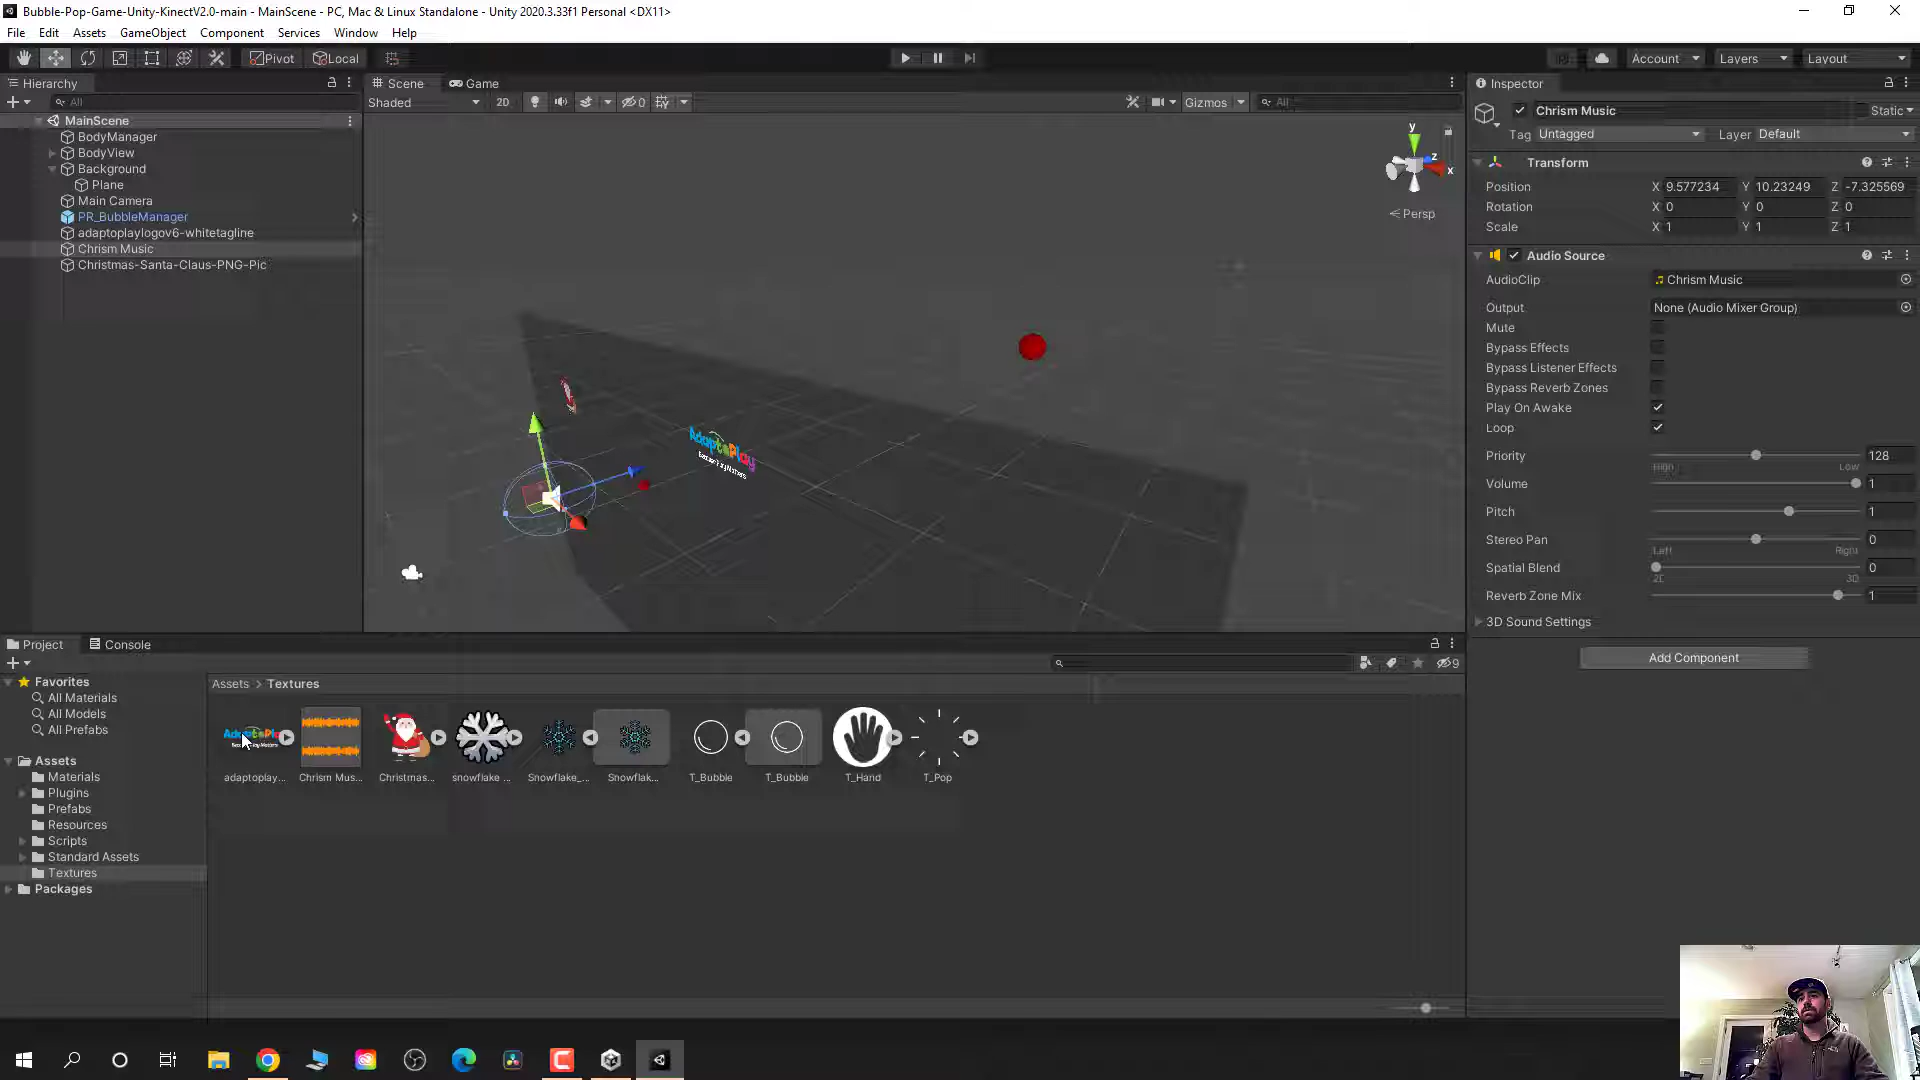 Bubble-Pop-Game-Unity-KinectV2.0-main - MainScene - PC, Mac & Linux Standalone - Unity 2020.3.33f1 Personal <DX11>
File Edit Assets GameObject Component Services Window Help
Pivot Local Account Layers Layout
Hierarchy
All
MainScene
BodyManager
BodyView
Background
Plane
Main Camera
PR_BubbleManager
adaptoplaylogov6-whitetagline
Chrism Music
Christmas-Santa-Claus-PNG-Pic
Scene Game
Shaded 2D 0 Gizmos All
y
z
x
Persp
AdaptoPlay
Inspector
Chrism Music Static
Tag Untagged Layer Default
Transform
Position X 9.577234 Y 10.23249 Z -7.325569
Rotation X 0 Y 0 Z 0
Scale X 1 Y 1 Z 1
Audio Source
AudioClip Chrism Music
Output None (Audio Mixer Group)
Mute
Bypass Effects
Bypass Listener Effects
Bypass Reverb Zones
Play On Awake
Loop
Priority 128
High Low
Volume 1
Pitch 1
Stereo Pan 0
Left Right
Spatial Blend 0
2D 3D
Reverb Zone Mix 1
3D Sound Settings
Add Component
Project Console
9
Favorites
All Materials
All Models
All Prefabs
Assets
Materials
Plugins
Prefabs
Resources
Scripts
Standard Assets
Textures
Packages
Assets > Textures
adaptoplay... Chrism Mus... Christmas... snowflake ... Snowflake_... Snowflak... T_Bubble T_Bubble T_Hand T_Pop